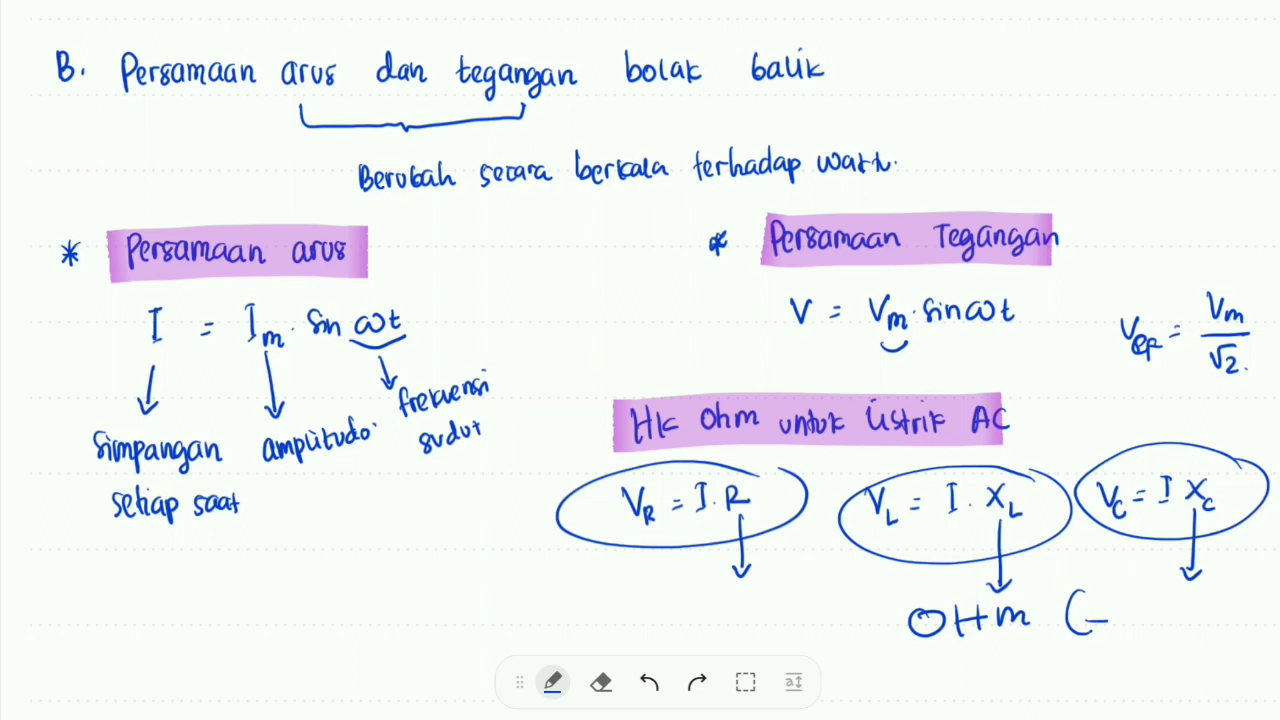 B. Persamaan arus dan tegangan bolak balik
Berubah secara berkala terhadap waktu.
* Persamaan arus
I = Im . sin ωt
simpangan setiap saat
amplitudo.
frekuensi sudut
* Persamaan Tegangan
V = Vm . sin ωt
Vef = Vm / √2.
Hk Ohm untuk listrik AC
VR = I . R
VL = I . XL
VC = I XC
OHm (